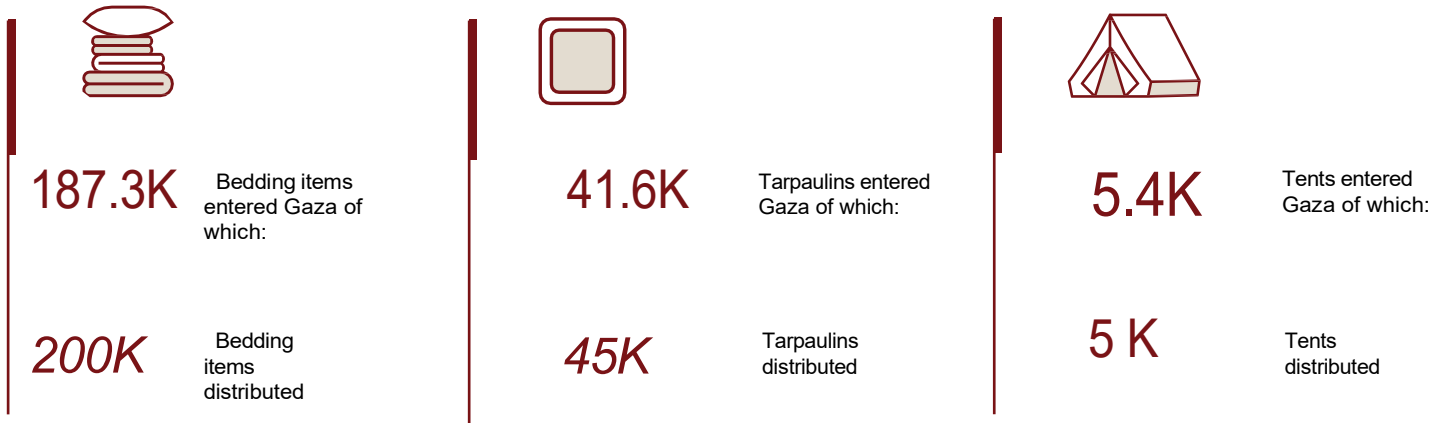 187.3K
Bedding items
entered Gaza of
which:
200K
Bedding
items
distributed
41.6K
Tarpaulins entered
Gaza of which:
45K
Tarpaulins
distributed
5.4K
Tents entered
Gaza of which:
5 K
Tents
distributed